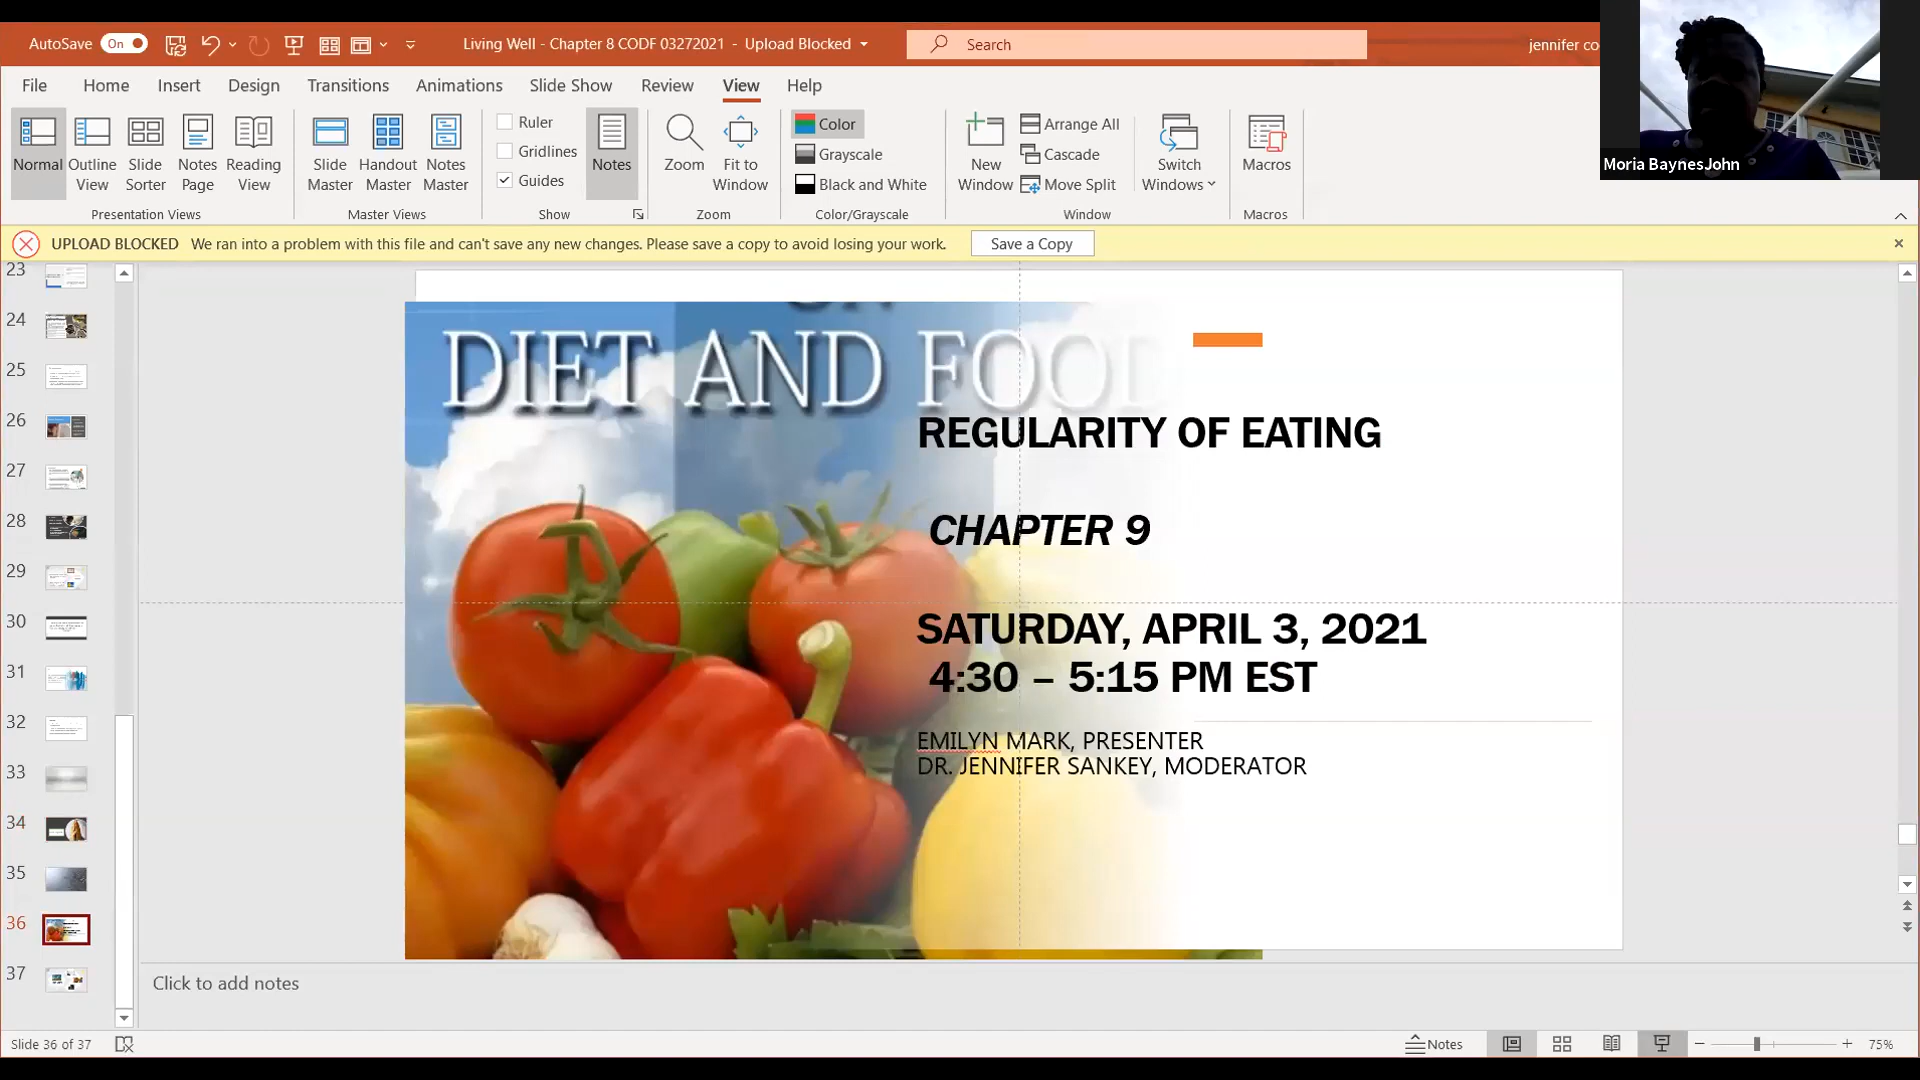 AutoSave On Living Well - Chapter 8 CODF 03272021 - Upload Blocked Search jennifer co
File Home Insert Design Transitions Animations Slide Show Review View Help
Normal
Outline View
Slide Sorter
Notes Page
Reading View
Presentation Views
Slide Master
Handout Master
Notes Master
Master Views
Ruler
Gridlines
Guides
Show
Notes
Zoom
Fit to Window
Zoom
Color
Grayscale
Black and White
Color/Grayscale
New Window
Arrange All
Cascade
Move Split
Switch Windows
Window
Macros
Macros
Moria BaynesJohn
UPLOAD BLOCKED We ran into a problem with this file and can't save any new changes. Please save a copy to avoid losing your work. Save a Copy
23
24
25
26
27
28
29
30
31
32
33
34
35
36
37
DIET AND FOOD
REGULARITY OF EATING
CHAPTER 9
SATURDAY, APRIL 3, 2021
4:30 – 5:15 PM EST
EMILYN MARK, PRESENTER
DR. JENNIFER SANKEY, MODERATOR
Click to add notes
Slide 36 of 37 Notes 75%